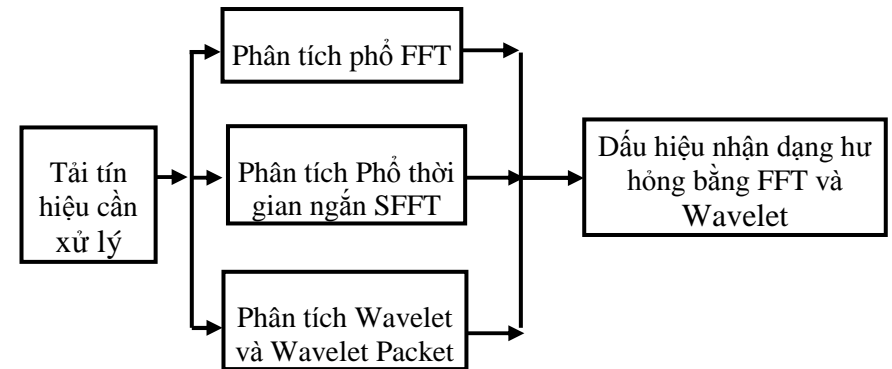 Phân tích phổ FFT
Tải tín
hiệu cần
xử lý
Phân tích Phổ thời
gian ngắn SFFT
Dấu hiệu nhận dạng hư
hỏng bằng FFT và
Wavelet
Phân tích Wavelet
và Wavelet Packet